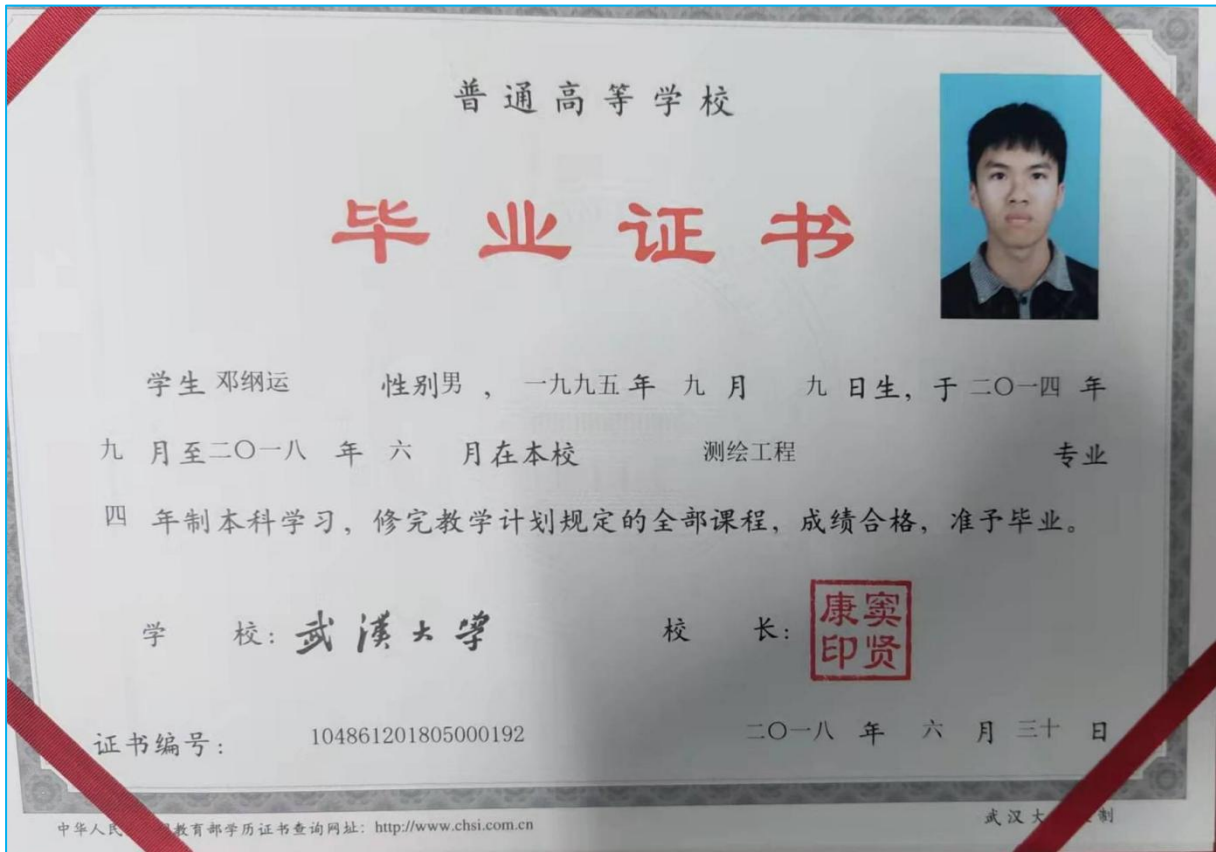 普通高等学校
毕业证书
学生 邓纲运 性别男，一九九五年 九 月 九 日生，于二〇一四 年
九 月至二〇一八 年 六 月在本校 测绘工程 专业
四 年制本科学习，修完教学计划规定的全部课程，成绩合格，准予毕业。
学 校：武漢大学 校 长：窦贤康印
证书编号： 104861201805000192 二〇一八 年 六 月 三十 日
中华人民 教育部学历证书查询网址：http://www.chsi.com.cn 武汉大 制